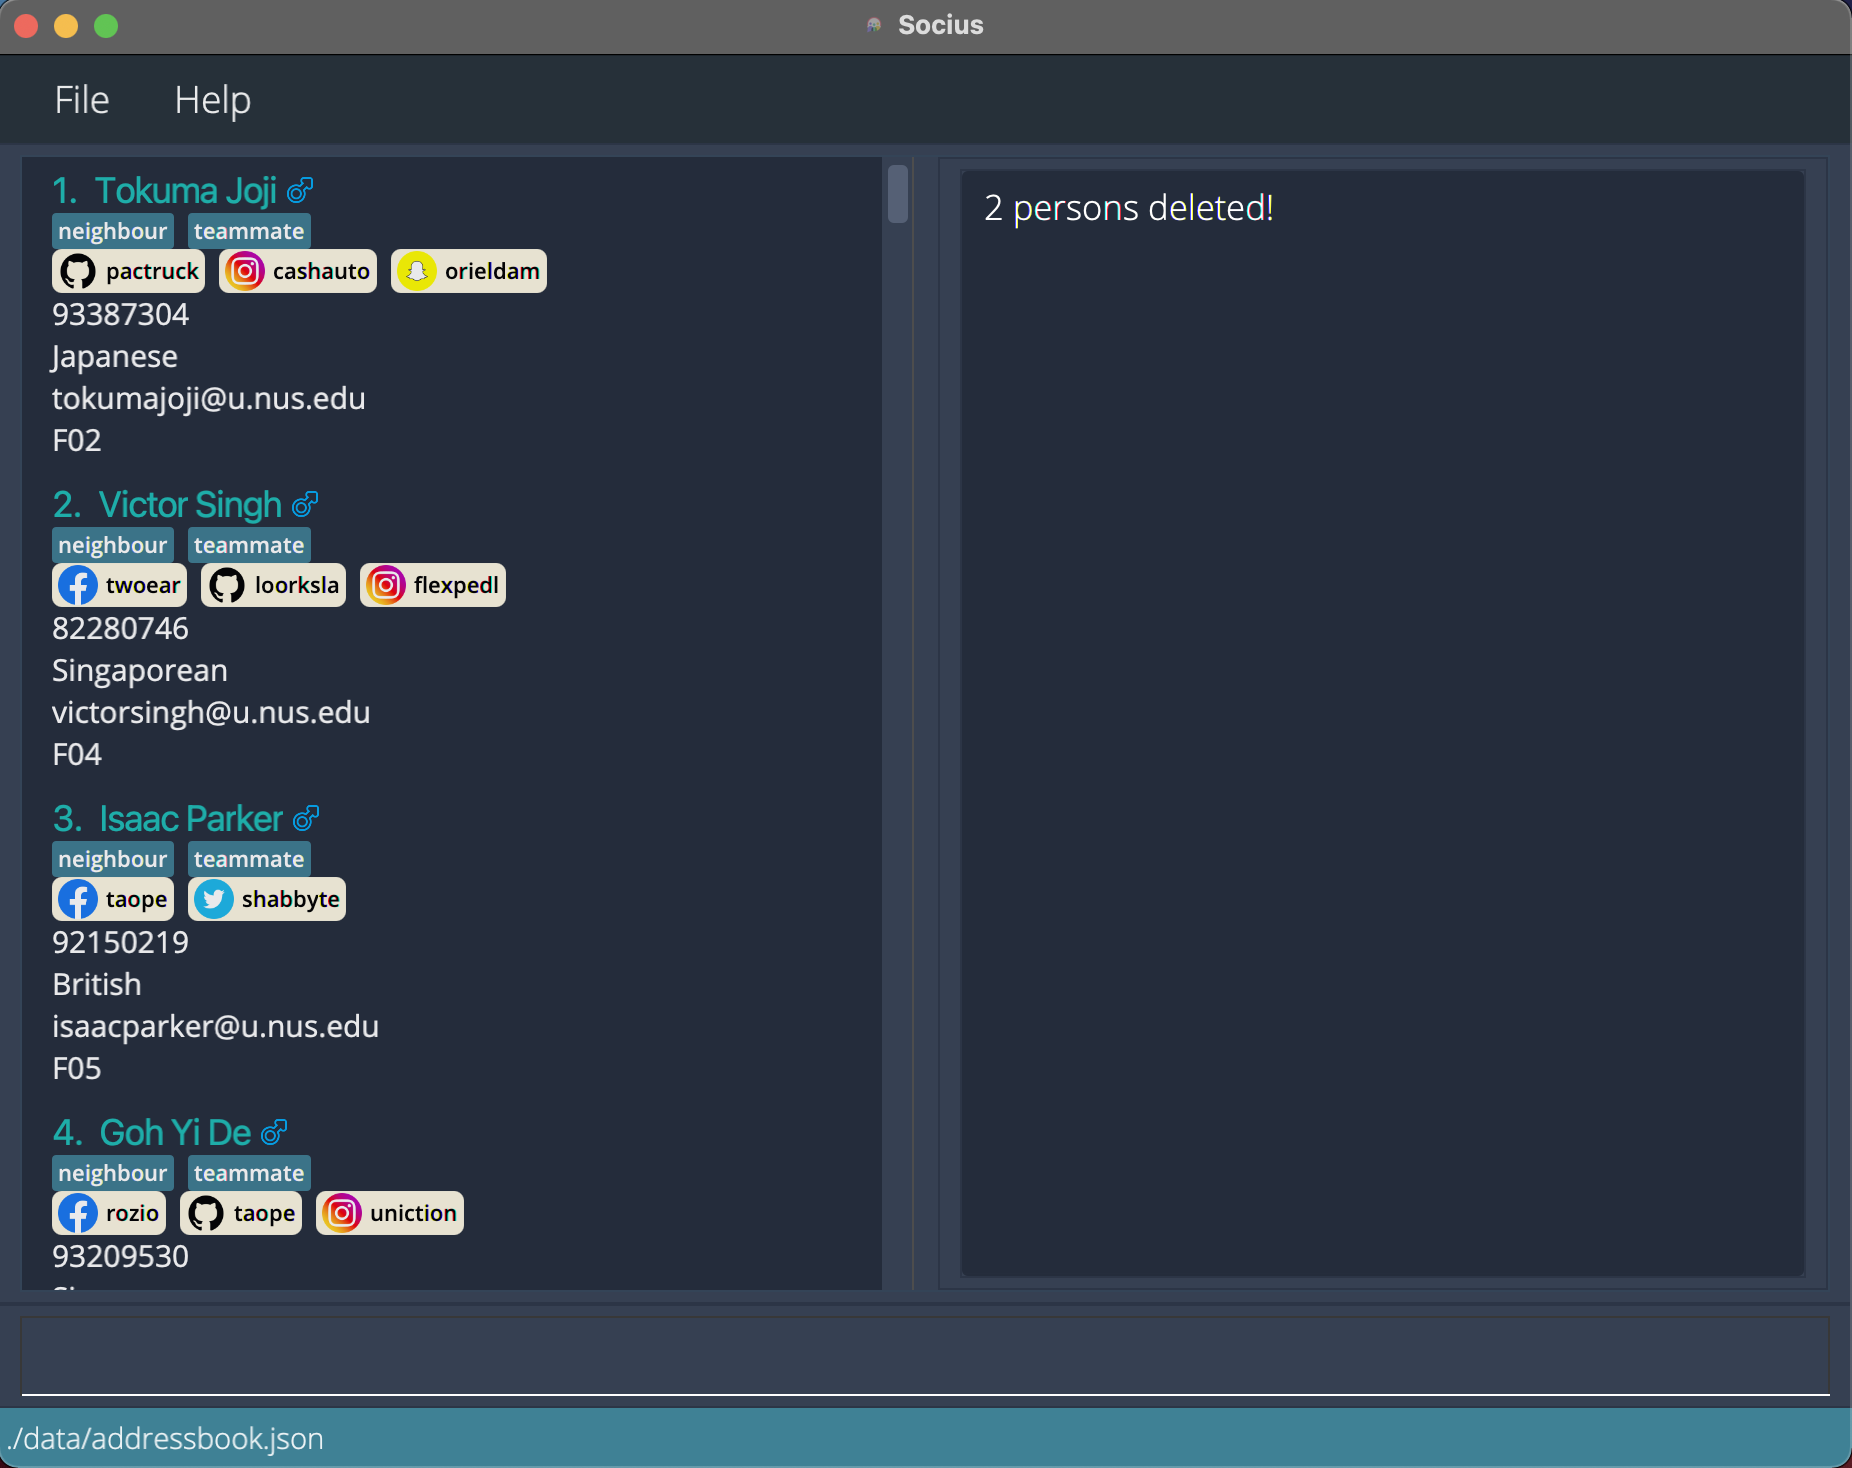 Socius
File Help
1. Tokuma Joji
neighbour teammate
pactruck cashauto orieldam
93387304
Japanese
tokumajoji@u.nus.edu
F02
2. Victor Singh
neighbour teammate
twoear loorksla flexpedl
82280746
Singaporean
victorsingh@u.nus.edu
F04
3. Isaac Parker
neighbour teammate
taope shabbyte
92150219
British
isaacparker@u.nus.edu
F05
4. Goh Yi De
neighbour teammate
rozio taope uniction
93209530
2 persons deleted!
./data/addressbook.json